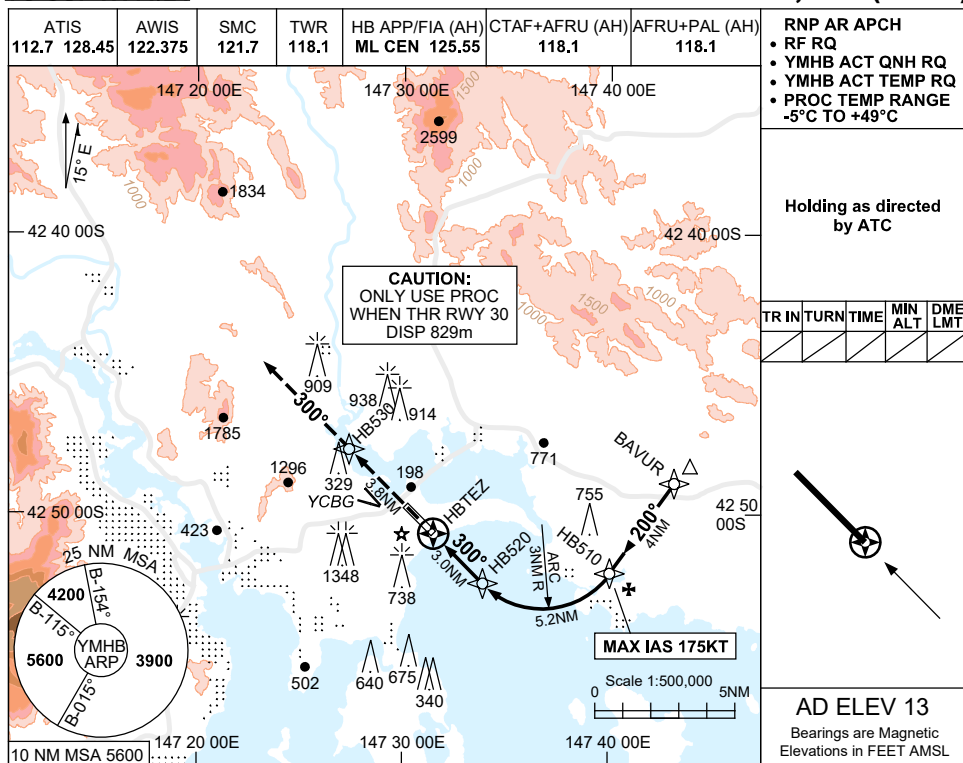 ATIS
112.7 128.45
AWIS
122.375
SMC
121.7
TWR
118.1
HB APP/FIA (AH)
ML CEN 125.55
CTAF+AFRU (AH)
118.1
AFRU+PAL (AH)
118.1
RNP AR APCH
• RF RQ
• YMHB ACT QNH RQ
• YMHB ACT TEMP RQ
• PROC TEMP RANGE
-5°C TO +49°C
Holding as directed
by ATC
TR IN
TURN
TIME
MIN
ALT
DME
LMT
147 20 00E
147 30 00E
147 40 00E
1500
1000
2599
15° E
1834
1000
1000
42 40 00S
42 40 00S
1500
1000
1000
CAUTION:
ONLY USE PROC
WHEN THR RWY 30
DISP 829m
909
300°
938
914
HB530
1785
329
3.8NM
YCBG
198
771
BAVUR
1296
HBTEZ
755
200°
4NM
42 50 00S
42 50
00S
423
300°
3.0NM
HB520
ARC
3NM R
HB510
1348
738
5.2NM
25 NM MSA
4200
B-154°
B-115°
YMHB
ARP
5600
3900
B-015°
MAX IAS 175KT
502
640
675
340
Scale 1:500,000
0
5NM
10 NM MSA 5600
147 20 00E
147 30 00E
147 40 00E
AD ELEV 13
Bearings are Magnetic
Elevations in FEET AMSL